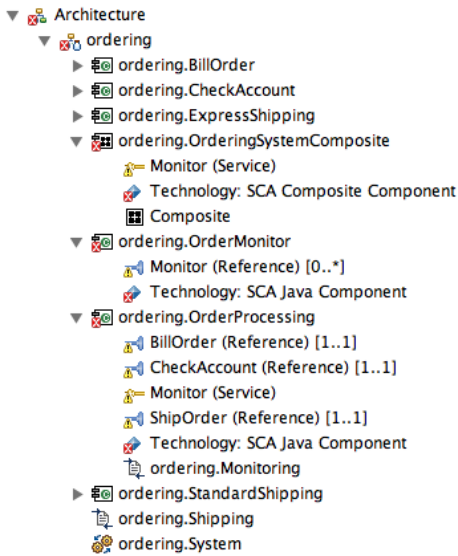 Architecture
ordering
ordering.BillOrder
ordering.CheckAccount
ordering.ExpressShipping
ordering.OrderingSystemComposite
Monitor (Service)
Technology: SCA Composite Component
Composite
ordering.OrderMonitor
Monitor (Reference) [0..*]
Technology: SCA Java Component
ordering.OrderProcessing
BillOrder (Reference) [1..1]
CheckAccount (Reference) [1..1]
Monitor (Service)
ShipOrder (Reference) [1..1]
Technology: SCA Java Component
ordering.Monitoring
ordering.StandardShipping
ordering.Shipping
ordering.System